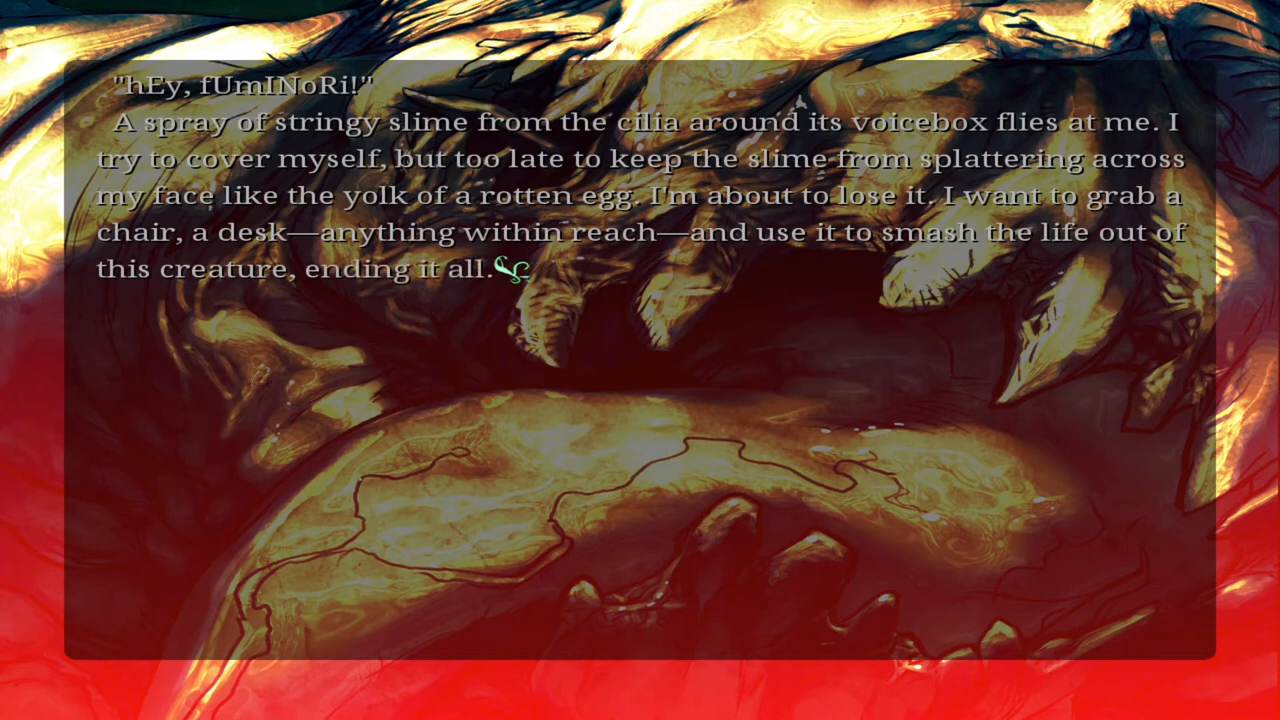 "hEy, fUmINoRi!"
A spray of stringy slime from the cilia around its voicebox flies at me. I
try to cover myself, but too late to keep the slime from splattering across
my face like the yolk of a rotten egg. I'm about to lose it. I want to grab a
chair, a desk—anything within reach—and use it to smash the life out of
this creature, ending it all.